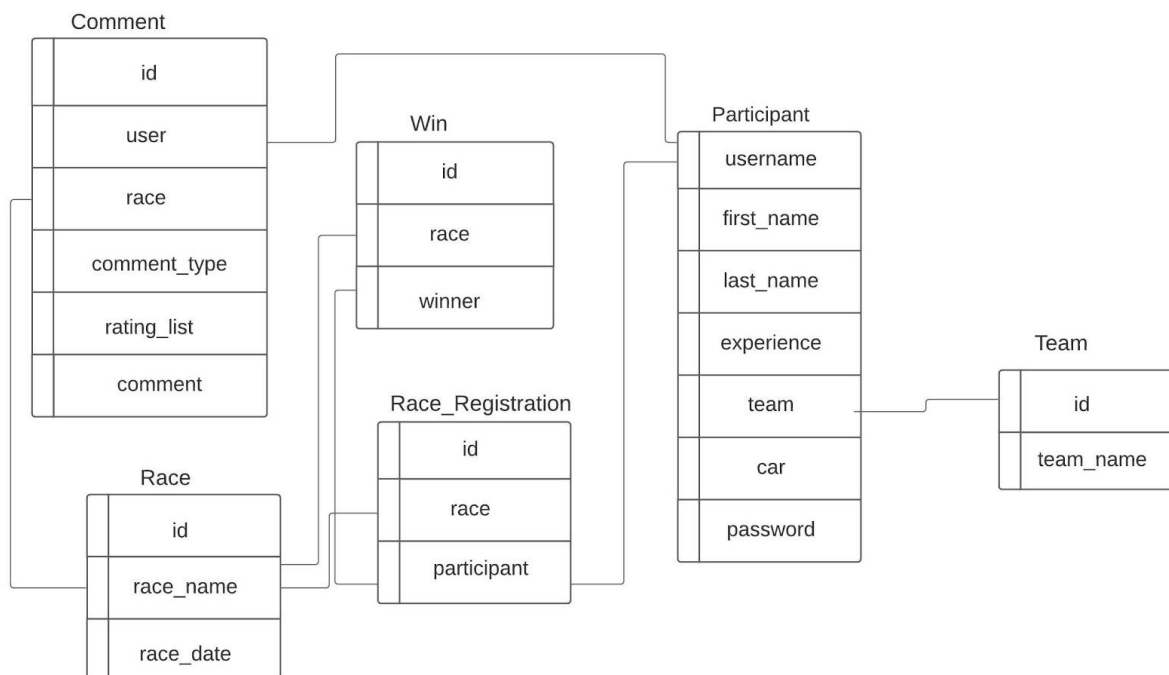 Comment
id
user
race
comment_type
rating_list
comment
Win
id
race
winner
Participant
username
first_name
last_name
experience
team
car
password
Team
id
team_name
Race_Registration
id
race
participant
Race
id
race_name
race_date